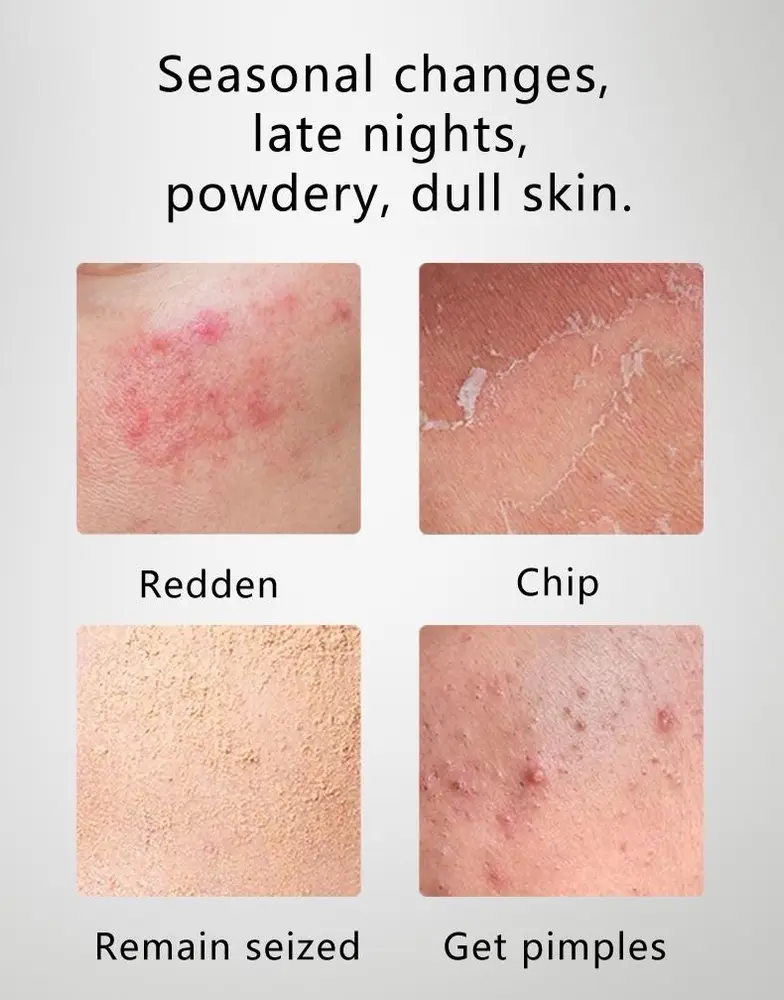 Seasonal changes,
late nights,
powdery, dull skin.
Redden
Chip
Remain seized
Get pimples